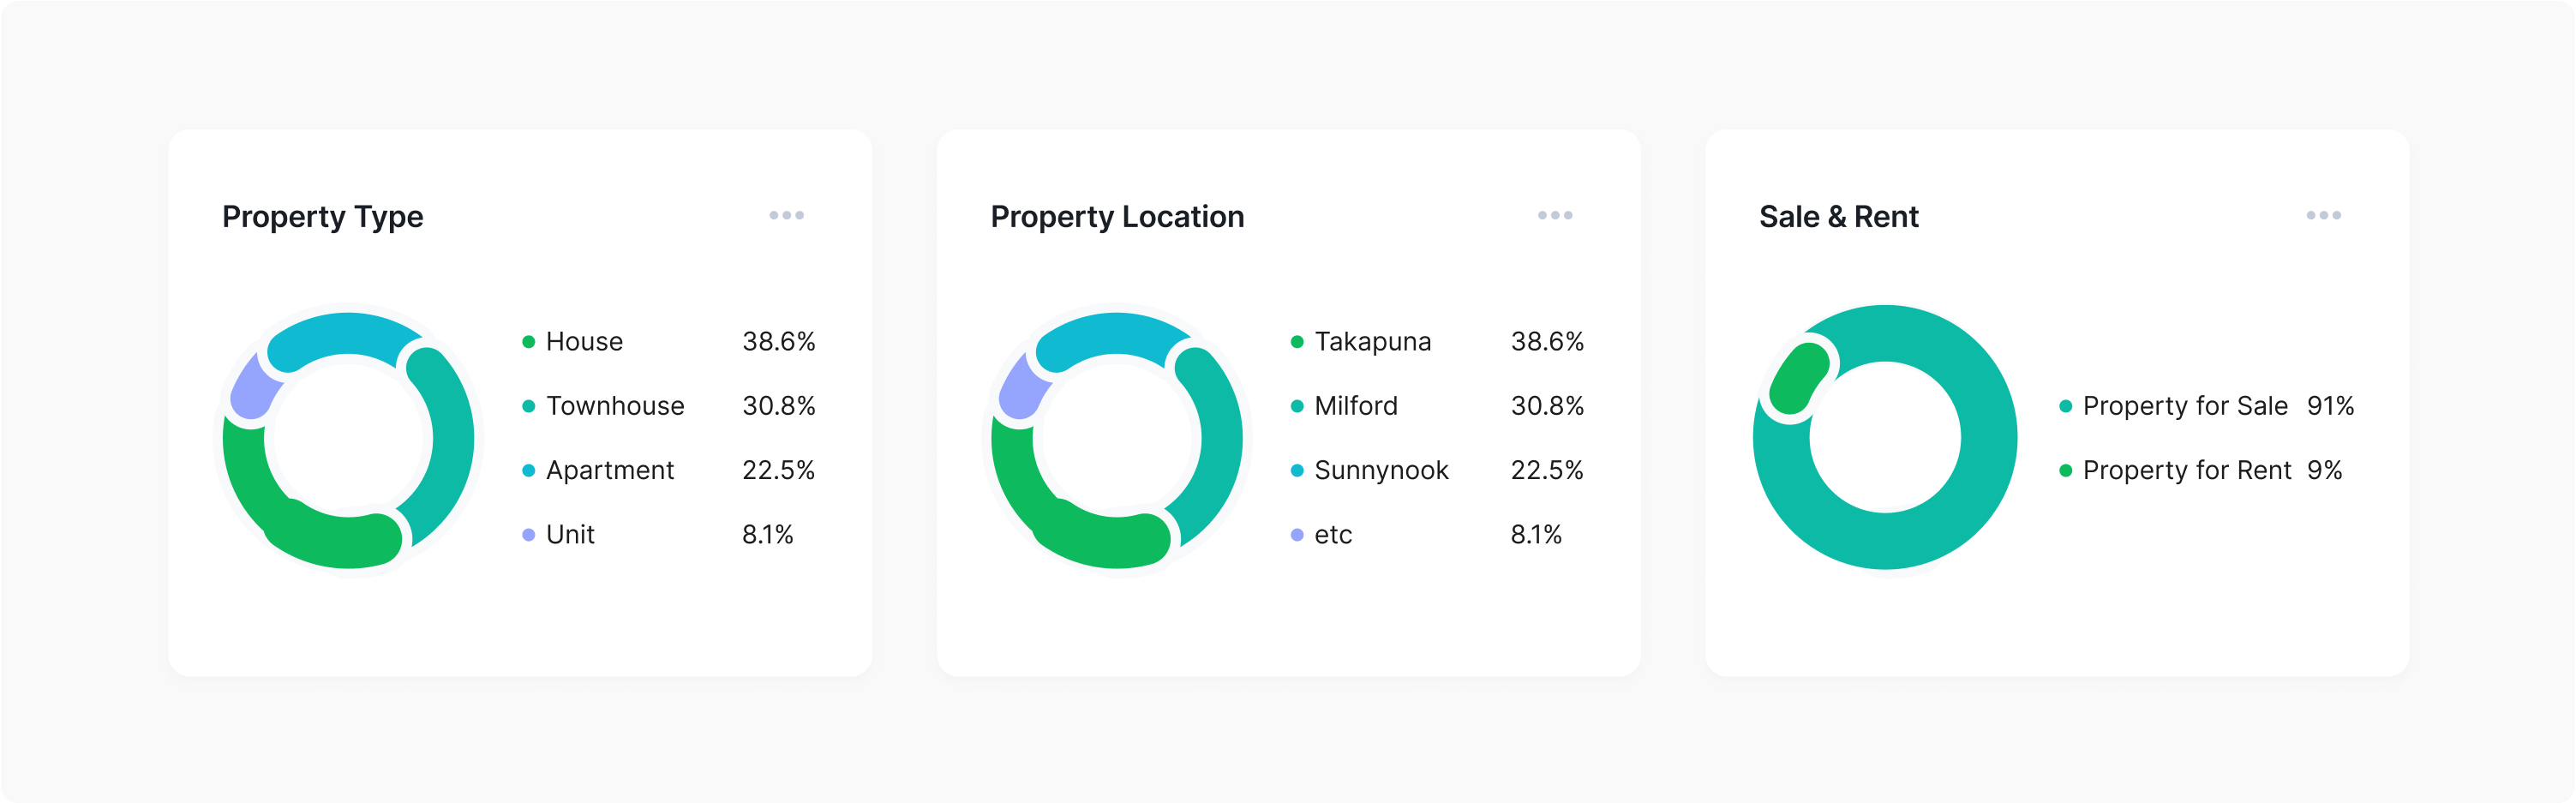 Property Type
House 38.6%
Townhouse 30.8%
Apartment 22.5%
Unit 8.1%
Property Location
Takapuna 38.6%
Milford 30.8%
Sunnynook 22.5%
etc 8.1%
Sale & Rent
Property for Sale 91%
Property for Rent 9%